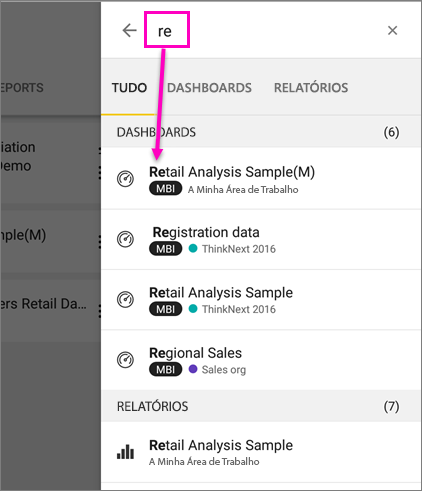 re
EPORTS
TUDO DASHBOARDS RELATÓRIOS
DASHBOARDS (6)
iation
Demo
Retail Analysis Sample(M)
MBI A Minha Área de Trabalho
mple(M)
Registration data
MBI ThinkNext 2016
ers Retail Da...
Retail Analysis Sample
MBI ThinkNext 2016
Regional Sales
MBI Sales org
RELATÓRIOS (7)
Retail Analysis Sample
A Minha Área de Trabalho